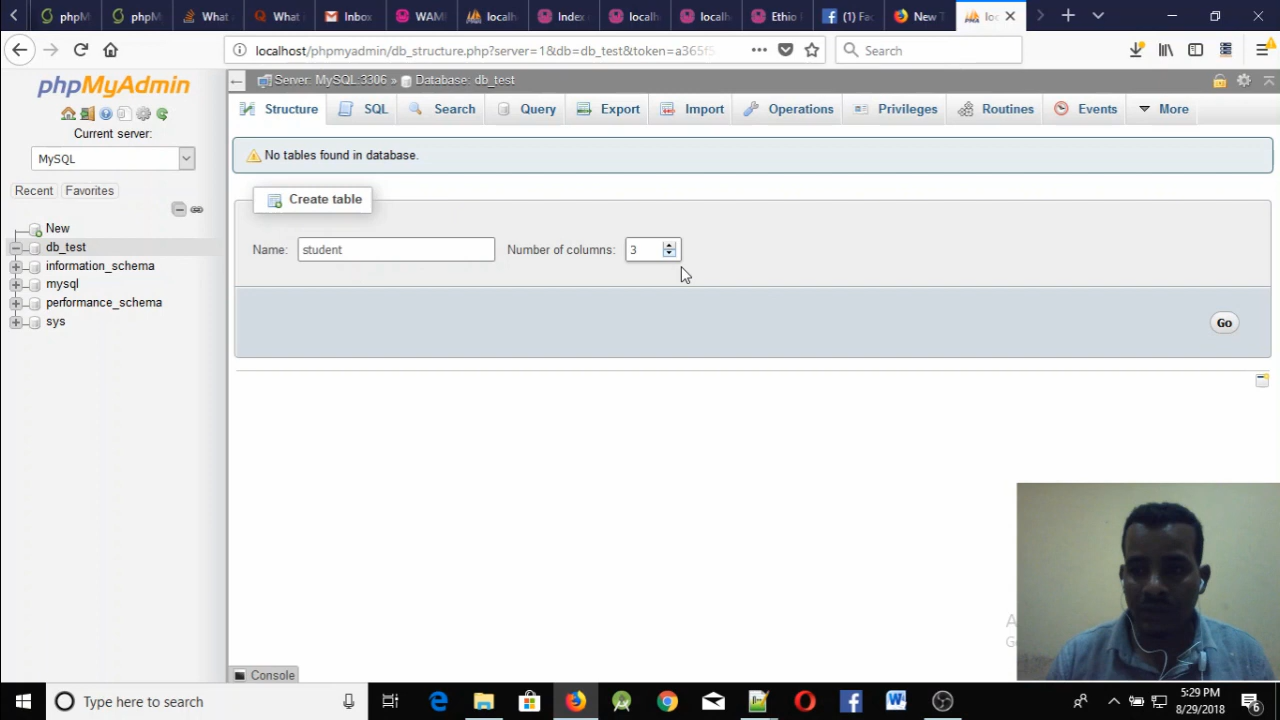 phpM
phpM
What
What
Inbox
WAM
localh
Index
localh
localh
Ethio F
(1) Fac
New T
loc
localhost/phpmyadmin/db_structure.php?server=1&db=db_test&token=a365f
Search
phpMyAdmin
Current server:
MySQL
Recent Favorites
New
db_test
information_schema
mysql
performance_schema
sys
Server: MySQL:3306 » Database: db_test
Structure SQL Search Query Export Import Operations Privileges Routines Events More
No tables found in database.
Create table
Name: student Number of columns: 3
Go
Console
Type here to search
5:29 PM
8/29/2018
6